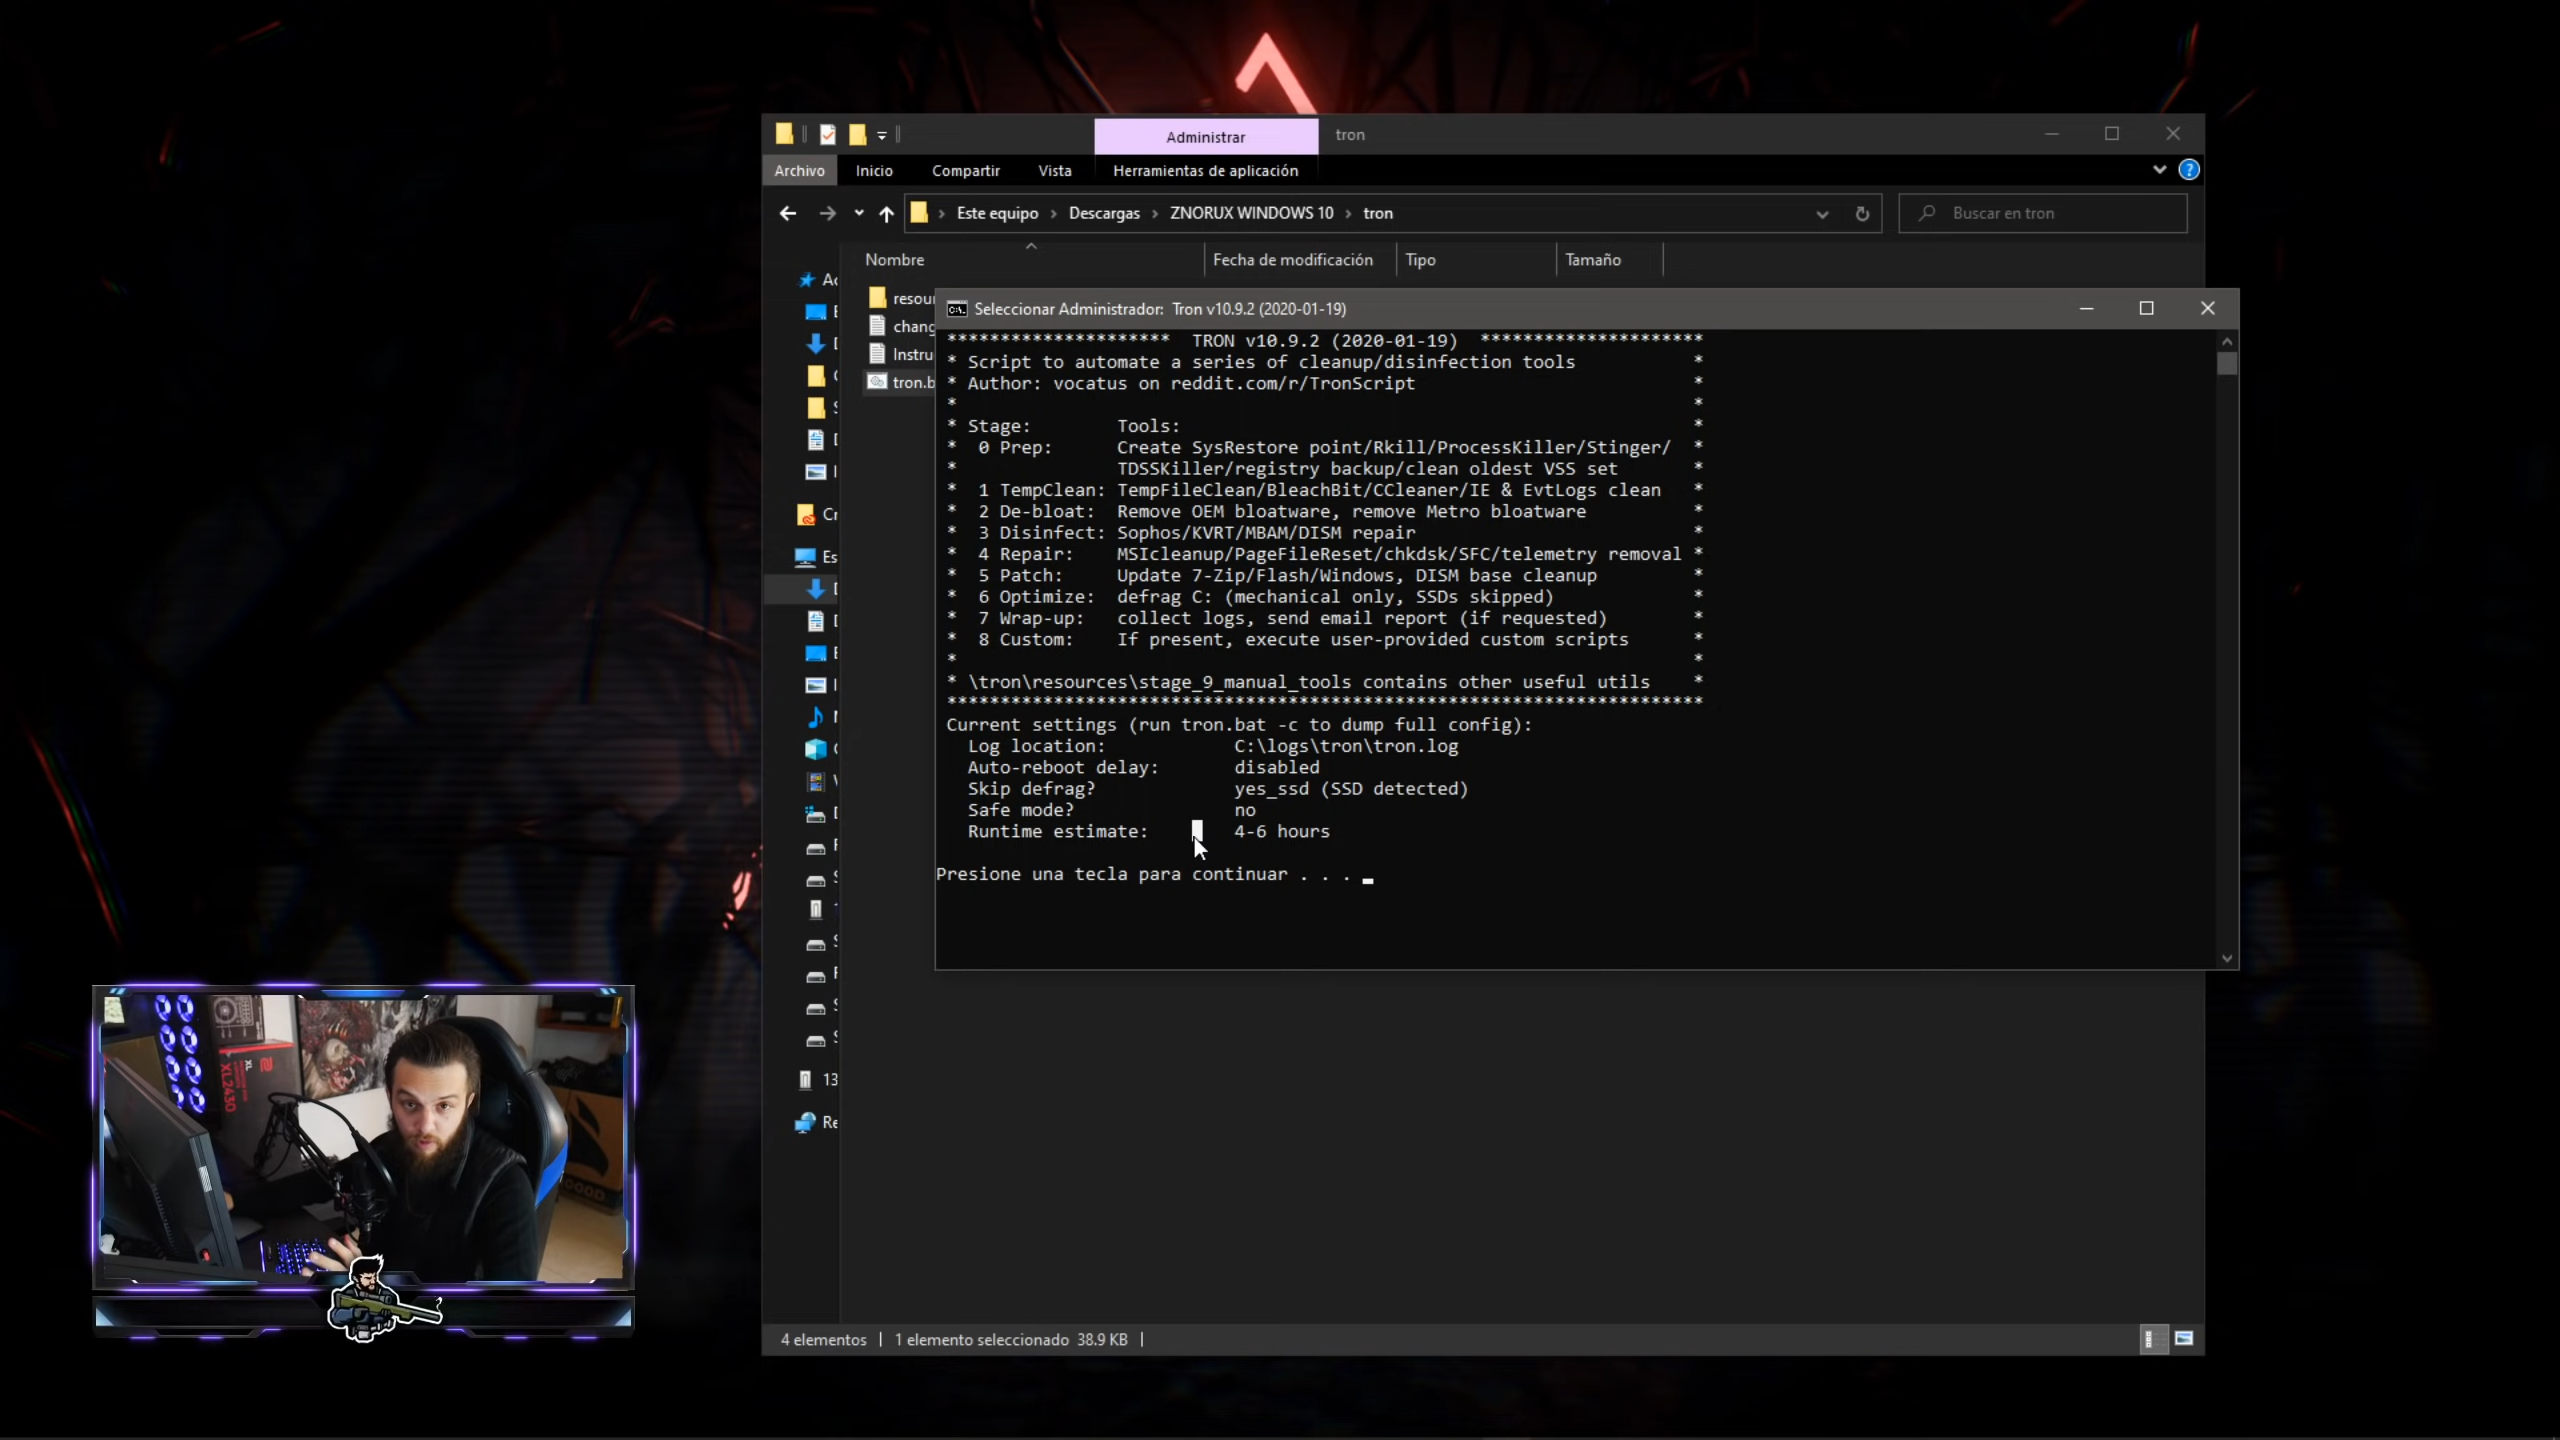 Administrar
tron
Archivo
Inicio
Compartir
Vista
Herramientas de aplicación
Este equipo
Descargas
ZNORUX WINDOWS 10
tron
Buscar en tron
Nombre
Fecha de modificación
Tipo
Tamaño
Seleccionar Administrador: Tron v10.9.2 (2020-01-19)
********************* TRON v10.9.2 (2020-01-19) *********************
* Script to automate a series of cleanup/disinfection tools *
* Author: vocatus on reddit.com/r/TronScript *
* *
* Stage: Tools: *
* 0 Prep: Create SysRestore point/Rkill/ProcessKiller/Stinger/ *
* TDSSKiller/registry backup/clean oldest VSS set *
* 1 TempClean: TempFileClean/BleachBit/CCleaner/IE & EvtLogs clean *
* 2 De-bloat: Remove OEM bloatware, remove Metro bloatware *
* 3 Disinfect: Sophos/KVRT/MBAM/DISM repair *
* 4 Repair: MSIcleanup/PageFileReset/chkdsk/SFC/telemetry removal *
* 5 Patch: Update 7-Zip/Flash/Windows, DISM base cleanup *
* 6 Optimize: defrag C: (mechanical only, SSDs skipped) *
* 7 Wrap-up: collect logs, send email report (if requested) *
* 8 Custom: If present, execute user-provided custom scripts *
* *
* \tron\resources\stage_9_manual_tools contains other useful utils *
***********************************************************************
Current settings (run tron.bat -c to dump full config):
Log location: C:\logs\tron\tron.log
Auto-reboot delay: disabled
Skip defrag? yes_ssd (SSD detected)
Safe mode? no
Runtime estimate: 4-6 hours
Presione una tecla para continuar . . .
XL2430
4 elementos
1 elemento seleccionado 38.9 KB